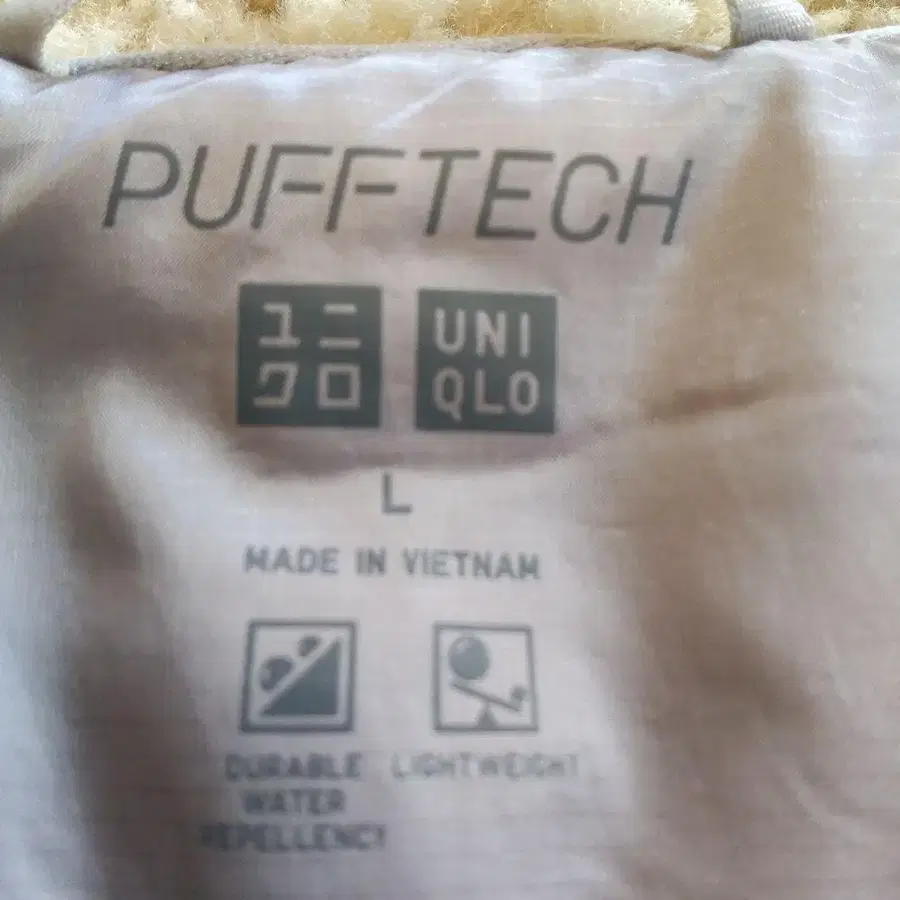 PUFFTECH
ユニ
クロ
UNI
QLO
L
MADE IN VIETNAM
DURABLE
WATER
REPELLENCY
LIGHTWEIGHT